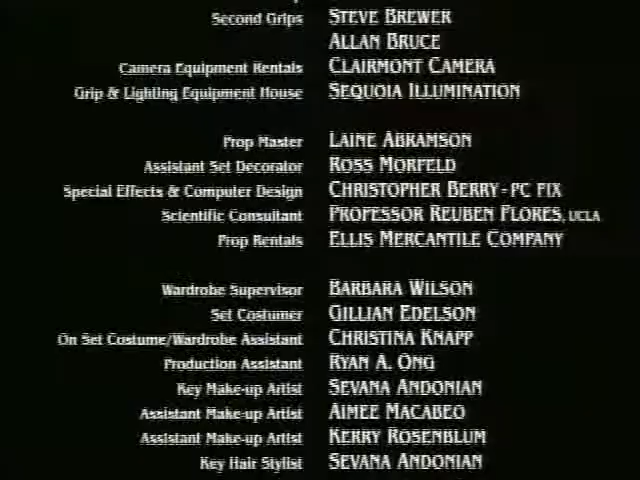 Second Grips STEVE BREWER
ALLAN BRUCE
Camera Equipment Rentals CLAIRMONT CAMERA
Grip & Lighting Equipment House SEQUOIA ILLUMINATION
Prop Master LAINE ABRAMSON
Assistant Set Decorator ROSS MORFELD
Special Effects & Computer Design CHRISTOPHER BERRY-PC FIX
Scientific Consultant PROFESSOR REUBEN FLORES, UCLA
Prop Rentals ELLIS MERCANTILE COMPANY
Wardrobe Supervisor BARBARA WILSON
Set Costumer GILLIAN EDELSON
On Set Costume/Wardrobe Assistant CHRISTINA KNAPP
Production Assistant RYAN A. ONG
Key Make-up Artist SEVANA ANDONIAN
Assistant Make-up Artist AIMEE MACABEO
Assistant Make-up Artist KERRY ROSENBLUM
Key Hair Stylist SEVANA ANDONIAN